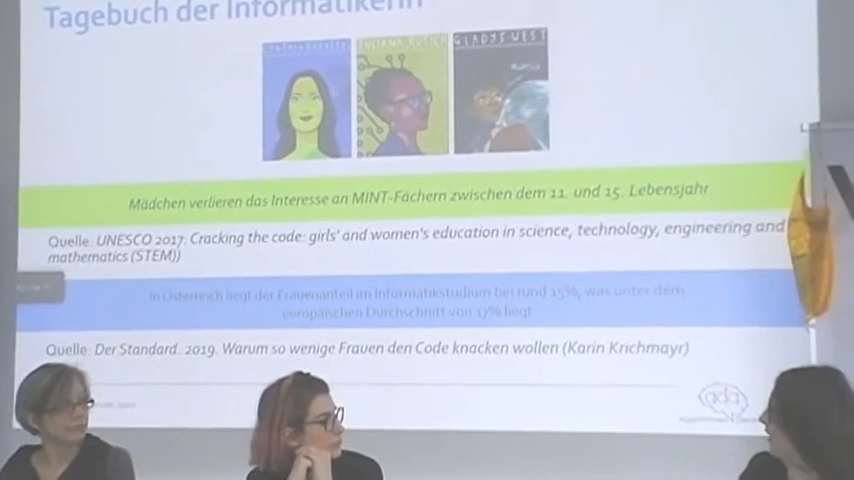 Tagebuch der Informatikerin
GLADYS WEST
Mädchen verlieren das Interesse an MINT-Fächern zwischen dem 11. und 15. Lebensjahr
Quelle: UNESCO 2017: Cracking the code: girls' and women's education in science, technology, engineering and
mathematics (STEM))
In Österreich liegt der Frauenanteil im Informatikstudium bei rund 15%, was unter dem
europäischen Durchschnitt von 17% liegt
Quelle: Der Standard. 2019. Warum so wenige Frauen den Code knacken wollen (Karin Krichmayr)
ada